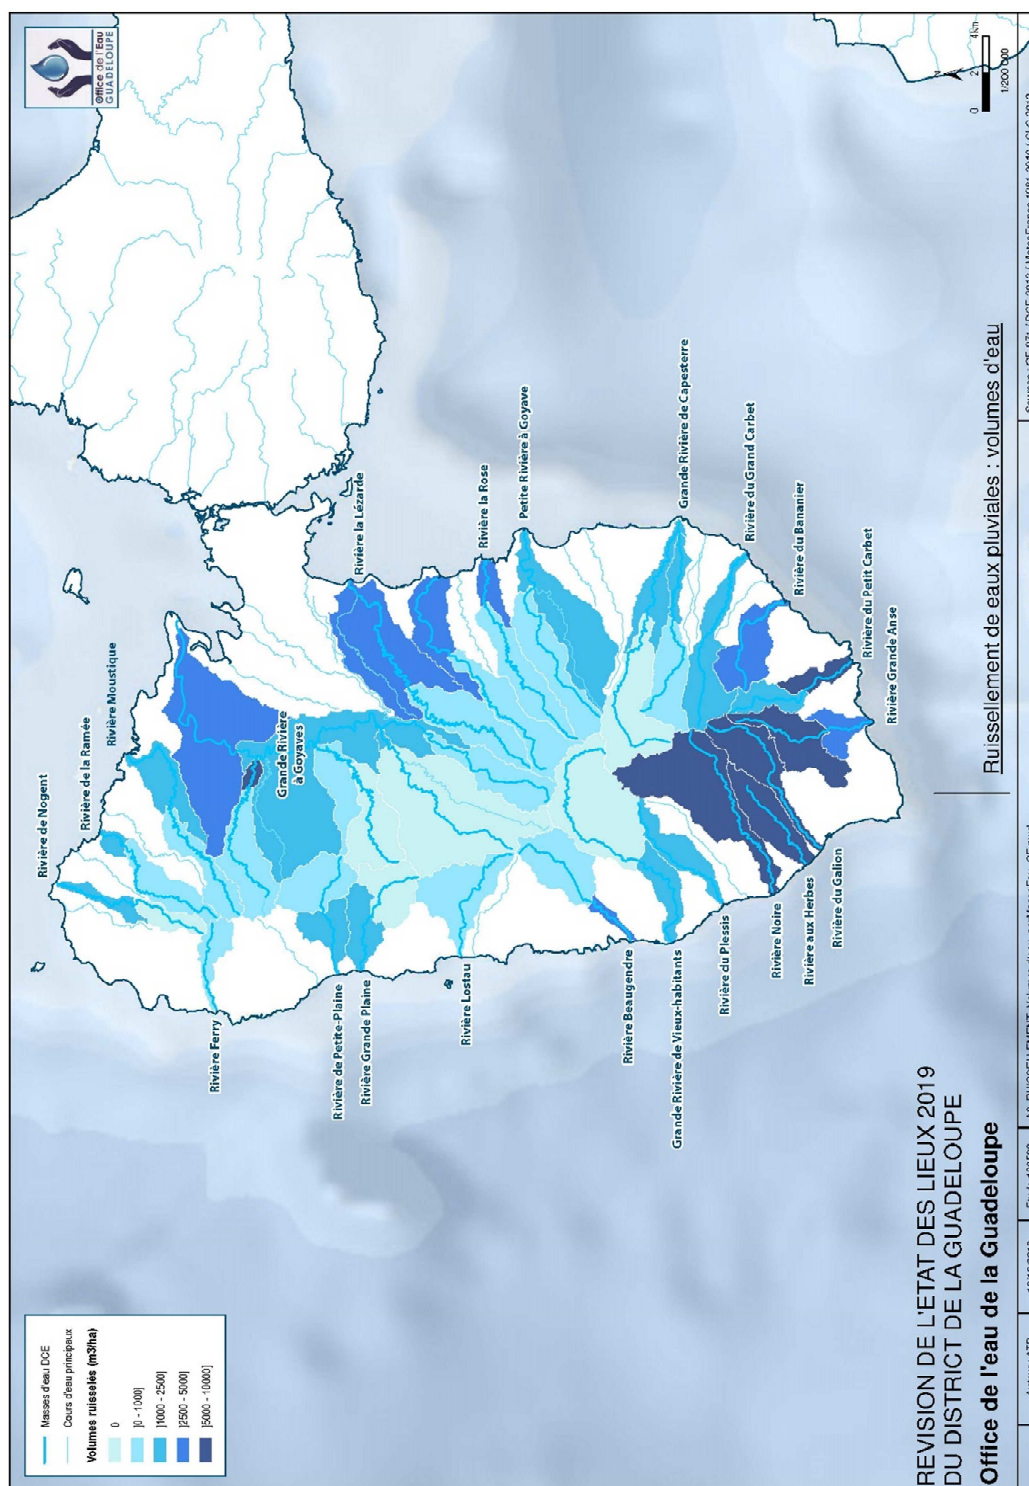 Office de l'Eau
GUADELOUPE
Masses d'eau DCE
Cours d'eau principaux
Volumes ruisselés (m3/ha)
0
]0 - 1000]
]1000 - 2500]
]2500 - 5000]
]5000 - 10000]
Rivière de Nogent
Rivière de la Ramée
Rivière Moustique
Grande Rivière
à Goyaves
Rivière la Lézarde
Rivière la Rose
Petite Rivière à Goyave
Grande Rivière de Capesterre
Rivière du Grand Carbet
Rivière du Bananier
Rivière du Petit Carbet
Rivière Grande Anse
Rivière Ferry
Rivière de Petite-Plaine
Rivière Grande Plaine
Rivière Lostau
Rivière Beaugendre
Grande Rivière de Vieux-habitants
Rivière du Plessis
Rivière Noire
Rivière aux Herbes
Rivière du Galion
N
0 2 4km
1/200 000
REVISION DE L'ETAT DES LIEUX 2019
DU DISTRICT DE LA GUADELOUPE
Office de l'eau de la Guadeloupe
Ruissellement de eaux pluviales : volumes d'eau